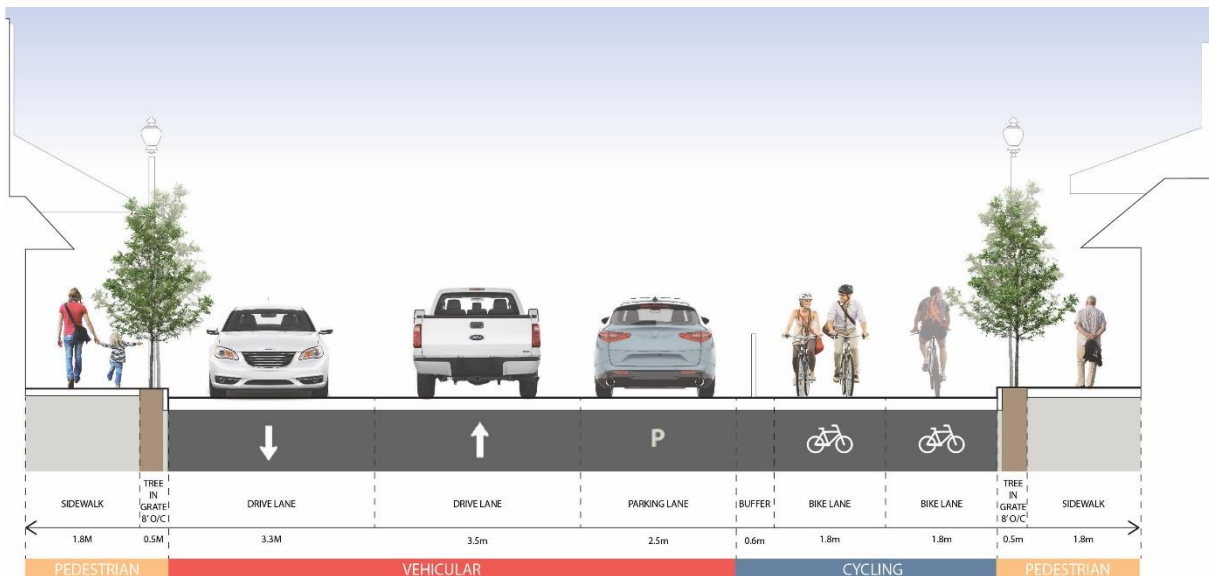 P
SIDEWALK
TREE
IN
GRATE
8' O/C
DRIVE LANE
DRIVE LANE
PARKING LANE
BUFFER
BIKE LANE
BIKE LANE
TREE
IN
GRATE
8' O/C
SIDEWALK
1.8M
0.5M
3.3M
3.5m
2.5m
0.6m
1.8m
1.8m
0.5m
1.8m
PEDESTRIAN
VEHICULAR
CYCLING
PEDESTRIAN